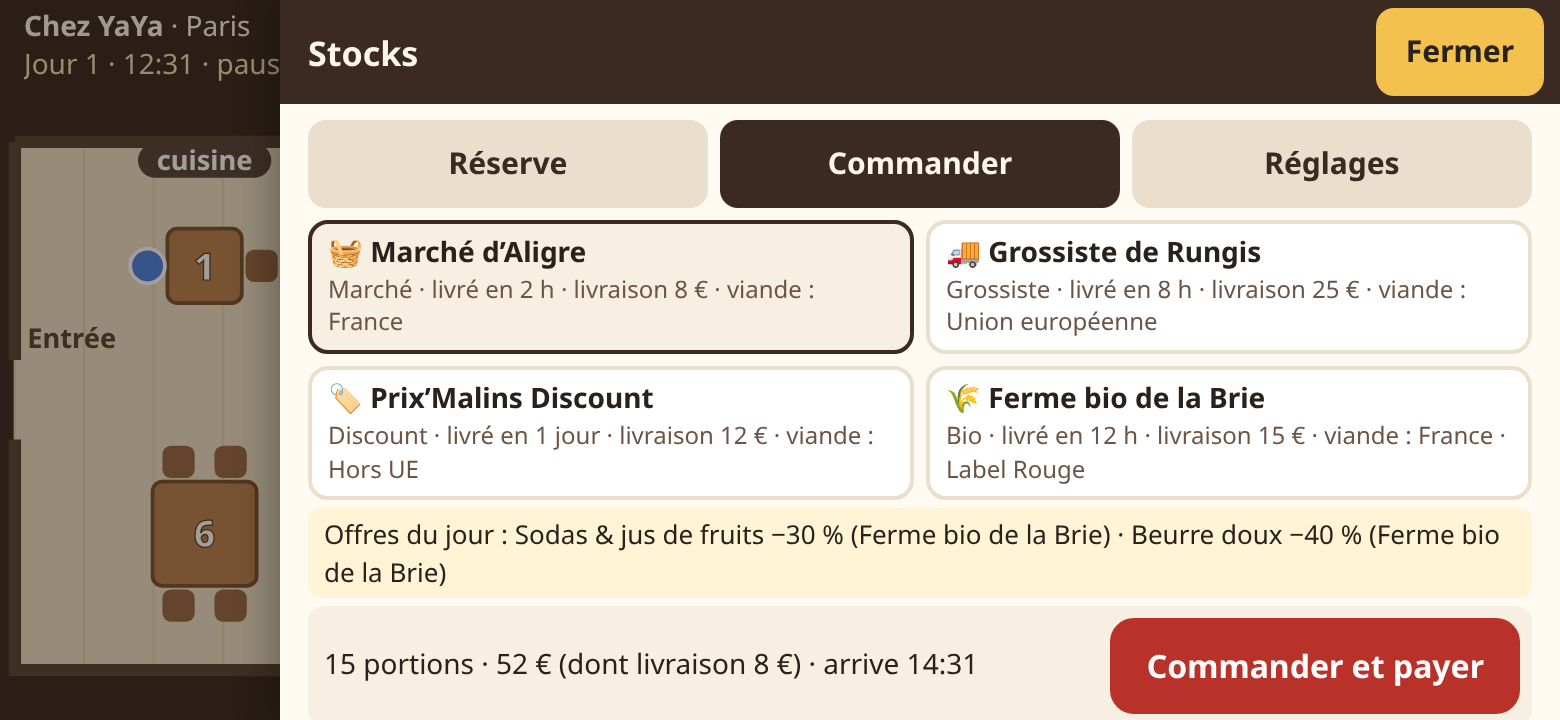 Chez YaYa · Paris
Jour 1 · 12:31 · paus
cuisine
1
Entrée
6
Stocks
Fermer
Réserve
Commander
Réglages
Marché d’Aligre
Marché · livré en 2 h · livraison 8 € · viande :
France
Grossiste de Rungis
Grossiste · livré en 8 h · livraison 25 € · viande :
Union européenne
Prix’Malins Discount
Discount · livré en 1 jour · livraison 12 € · viande :
Hors UE
Ferme bio de la Brie
Bio · livré en 12 h · livraison 15 € · viande : France ·
Label Rouge
Offres du jour : Sodas & jus de fruits −30 % (Ferme bio de la Brie) · Beurre doux −40 % (Ferme bio
de la Brie)
15 portions · 52 € (dont livraison 8 €) · arrive 14:31
Commander et payer